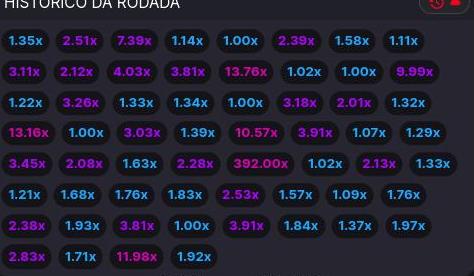 HISTÓRICO DA RODADA
1.35x 2.51x 7.39x 1.14x 1.00x 2.39x 1.58x 1.11x
3.11x 2.12x 4.03x 3.81x 13.76x 1.02x 1.00x 9.99x
1.22x 3.26x 1.33x 1.34x 1.00x 3.18x 2.01x 1.32x
13.16x 1.00x 3.03x 1.39x 10.57x 3.91x 1.07x 1.29x
3.45x 2.08x 1.63x 2.28x 392.00x 1.02x 2.13x 1.33x
1.21x 1.68x 1.76x 1.83x 2.53x 1.57x 1.09x 1.76x
2.38x 1.93x 3.81x 1.00x 3.91x 1.84x 1.37x 1.97x
2.83x 1.71x 11.98x 1.92x